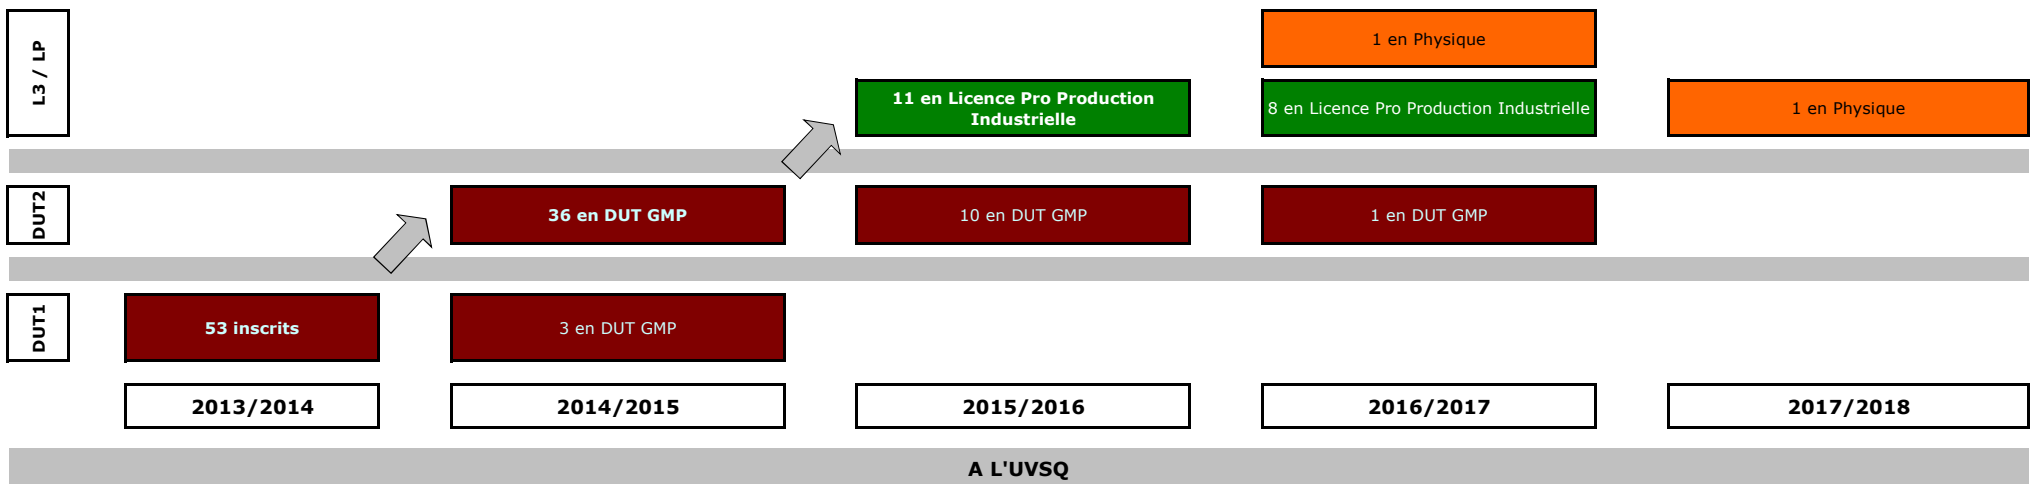 L3 / LP
1 en Physique
11 en Licence Pro Production
Industrielle
8 en Licence Pro Production Industrielle
1 en Physique
DUT2
36 en DUT GMP
10 en DUT GMP
1 en DUT GMP
DUT1
53 inscrits
3 en DUT GMP
2013/2014
2014/2015
2015/2016
2016/2017
2017/2018
A L'UVSQ